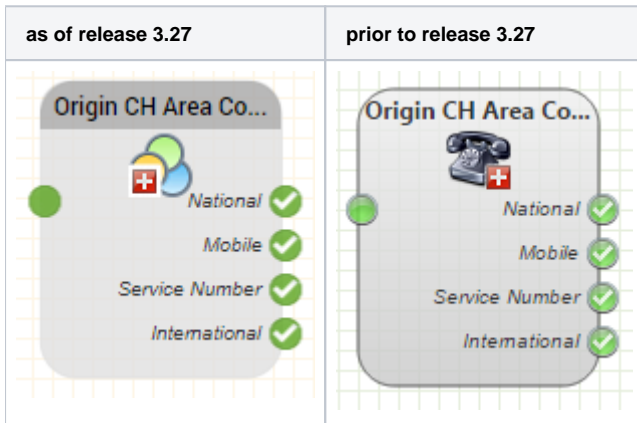 as of release 3.27
prior to release 3.27
Origin CH Area Co...
National
Mobile
Service Number
International
Origin CH Area Co...
National
Mobile
Service Number
International